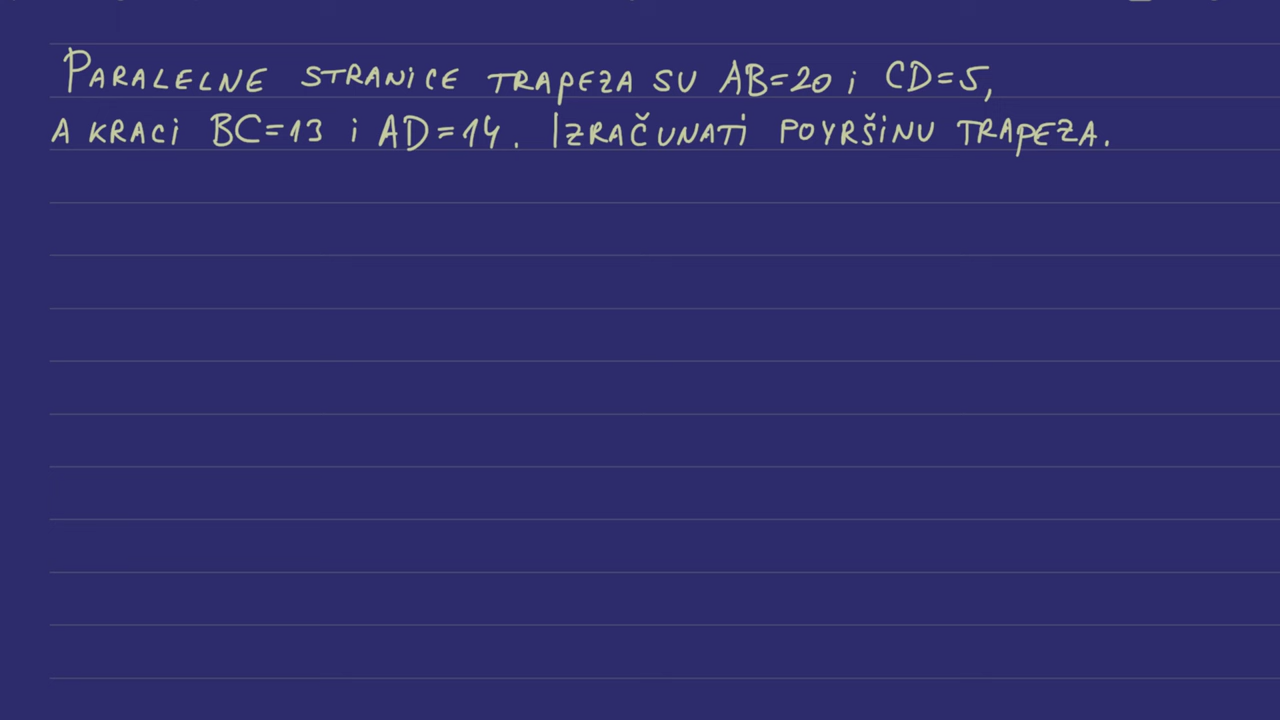 PARALELNE STRANICE TRAPEZA SU AB=20 i CD=5,
A KRACI BC=13 i AD=14. IZRAČUNATI POVRŠINU TRAPEZA.